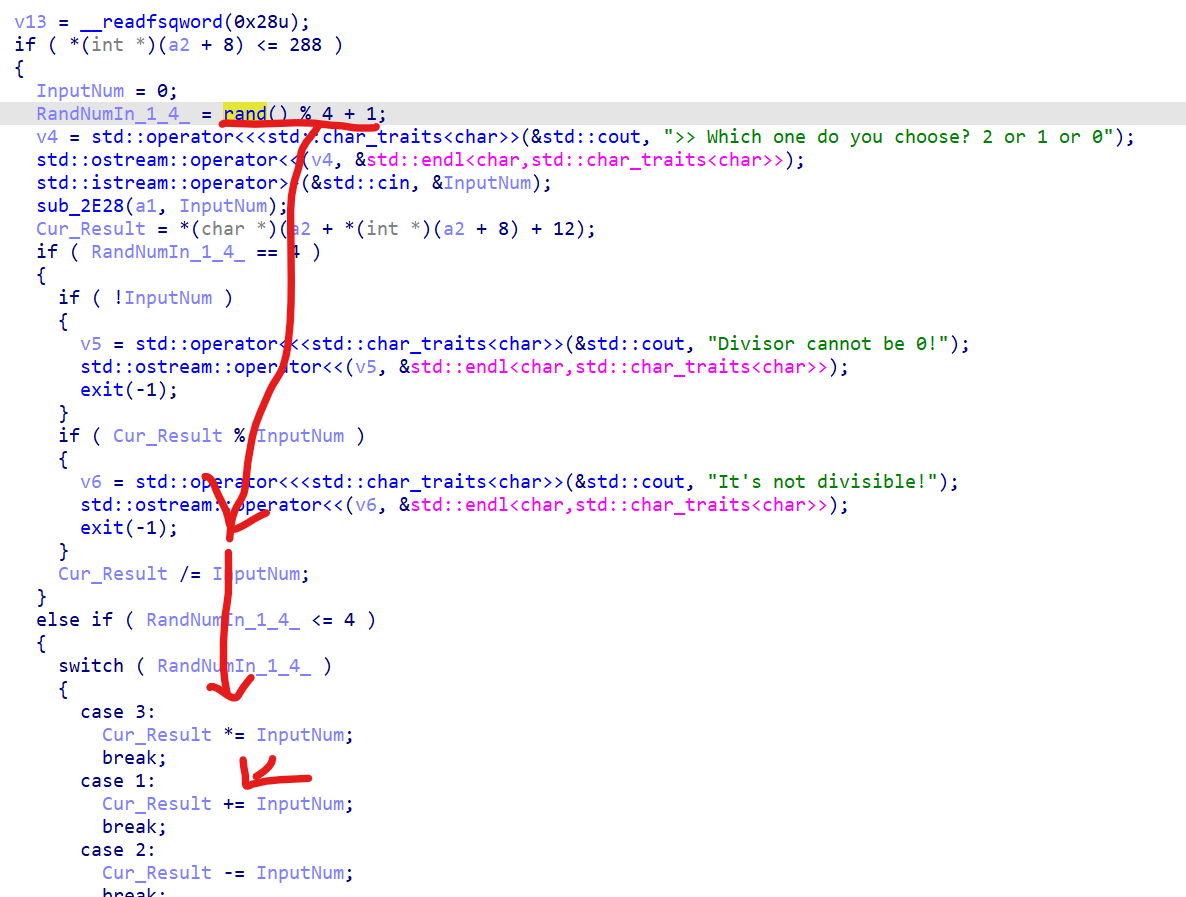 v13 = __readfsqword(0x28u);
if ( *(int *)(a2 + 8) <= 288 )
{
InputNum = 0;
RandNumIn_1_4_ = rand() % 4 + 1;
v4 = std::operator<<<std::char_traits<char>>(&std::cout, ">> Which one do you choose? 2 or 1 or 0");
std::ostream::operator<<(v4, &std::endl<char,std::char_traits<char>>);
std::istream::operator>>(&std::cin, &InputNum);
sub_2E28(a1, InputNum);
Cur_Result = *(char *)(a2 + *(int *)(a2 + 8) + 12);
if ( RandNumIn_1_4_ == 4 )
{
if ( !InputNum )
{
v5 = std::operator<<<std::char_traits<char>>(&std::cout, "Divisor cannot be 0!");
std::ostream::operator<<(v5, &std::endl<char,std::char_traits<char>>);
exit(-1);
}
if ( Cur_Result % InputNum )
{
v6 = std::operator<<<std::char_traits<char>>(&std::cout, "It's not divisible!");
std::ostream::operator<<(v6, &std::endl<char,std::char_traits<char>>);
exit(-1);
}
Cur_Result /= InputNum;
}
else if ( RandNumIn_1_4_ <= 4 )
{
switch ( RandNumIn_1_4_ )
{
case 3:
Cur_Result *= InputNum;
break;
case 1:
Cur_Result += InputNum;
break;
case 2:
Cur_Result -= InputNum;
break;